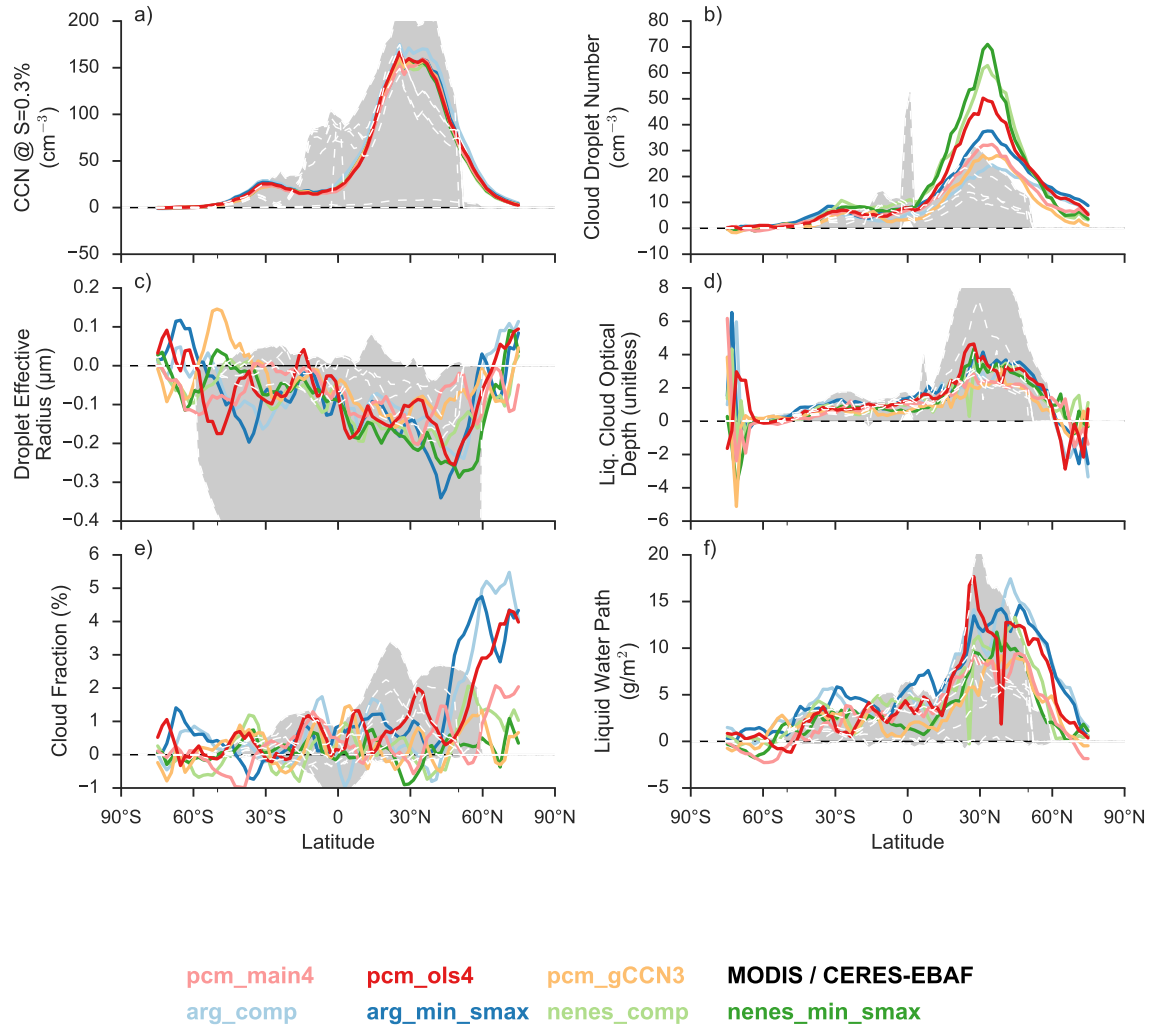 a)
CCN @ S=0.3%
(cm⁻³)
200
150
100
50
0
−50
b)
Cloud Droplet Number
(cm⁻³)
80
70
60
50
40
30
20
10
0
−10
c)
Droplet Effective
Radius (μm)
0.2
0.1
0.0
−0.1
−0.2
−0.3
−0.4
d)
Liq. Cloud Optical
Depth (unitless)
8
6
4
2
0
−2
−4
−6
e)
Cloud Fraction (%)
6
5
4
3
2
1
0
−1
90°S 60°S 30°S 0 30°N 60°N 90°N
Latitude
f)
Liquid Water Path
(g/m²)
20
15
10
5
0
−5
90°S 60°S 30°S 0 30°N 60°N 90°N
Latitude
pcm_main4 pcm_ols4 pcm_gCCN3 MODIS / CERES-EBAF
arg_comp arg_min_smax nenes_comp nenes_min_smax